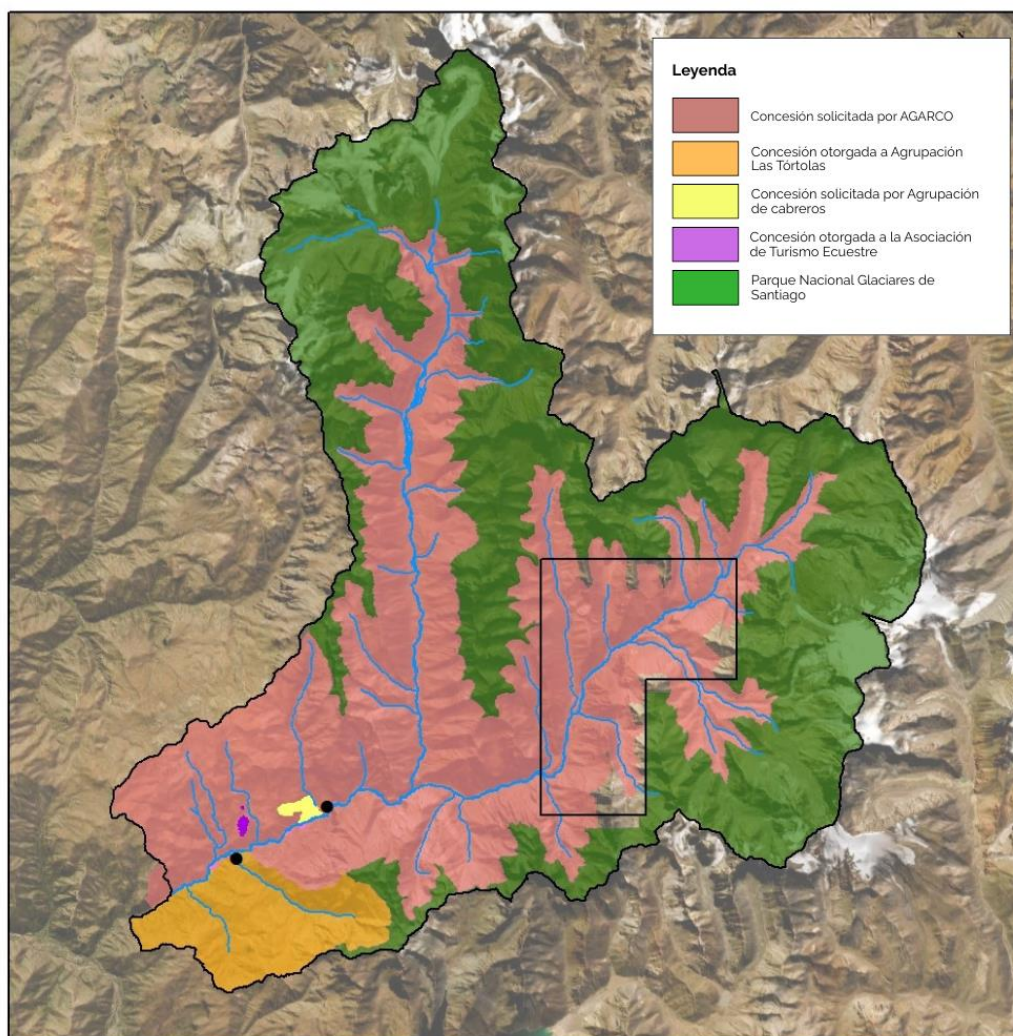 Leyenda
Concesión solicitada por AGARCO
Concesión otorgada a Agrupación
Las Tórtolas
Concesión solicitada por Agrupación
de cabreros
Concesión otorgada a la Asociación
de Turismo Ecuestre
Parque Nacional Glaciares de
Santiago